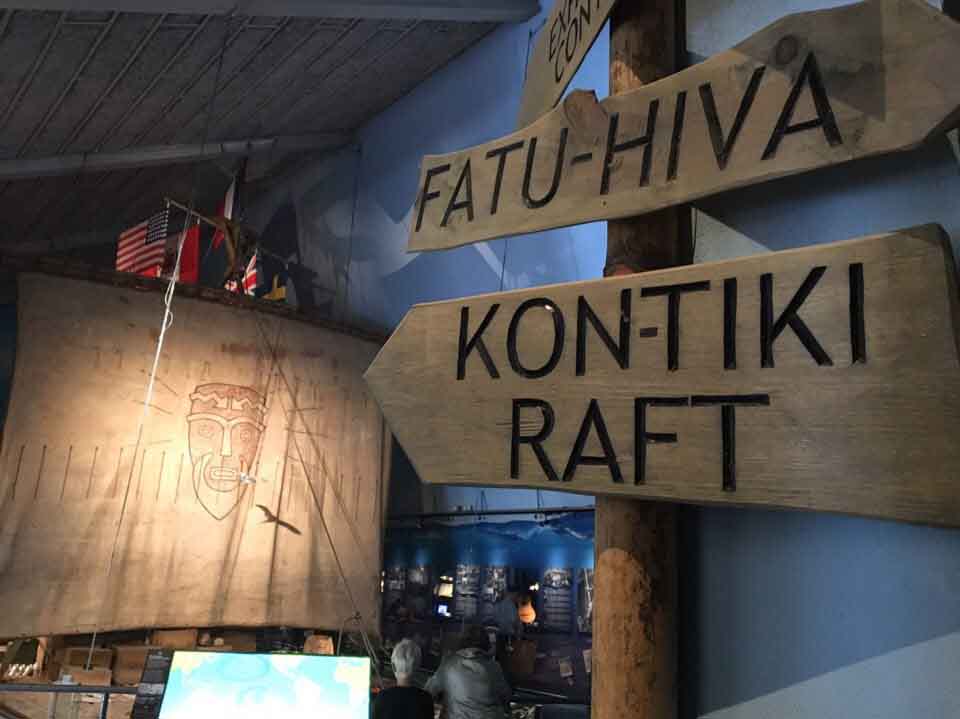 FATU-HIVA
KON-TIKI
RAFT